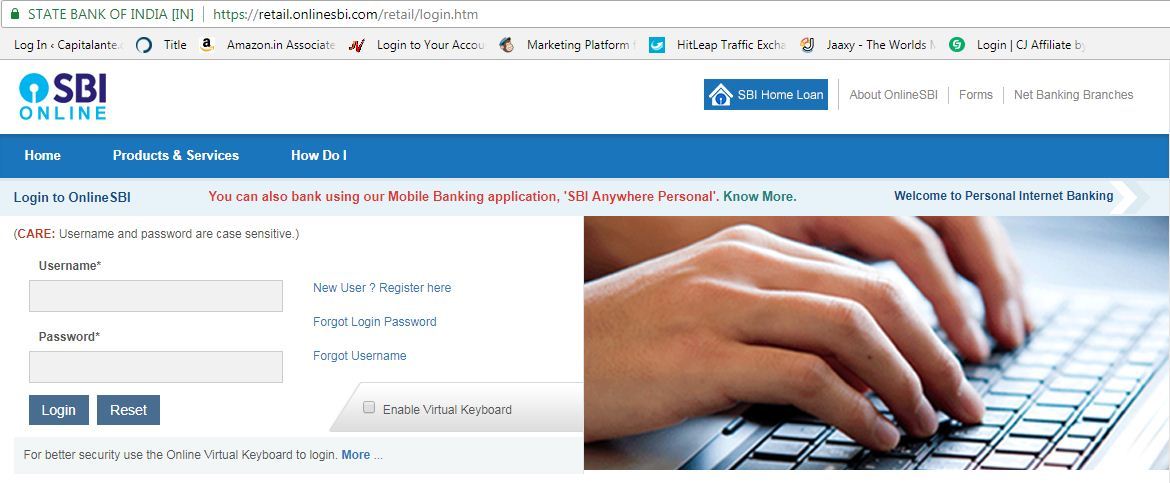 STATE BANK OF INDIA [IN] https://retail.onlinesbi.com/retail/login.htm
Log In ‹ Capitalante. Title Amazon.in Associate Login to Your Accou Marketing Platform f HitLeap Traffic Excha Jaaxy - The Worlds M Login | CJ Affiliate by
SBI
ONLINE
SBI Home Loan About OnlineSBI Forms Net Banking Branches
Home Products & Services How Do I
Login to OnlineSBI You can also bank using our Mobile Banking application, 'SBI Anywhere Personal'. Know More. Welcome to Personal Internet Banking
(CARE: Username and password are case sensitive.)
Username*
New User ? Register here
Forgot Login Password
Password*
Forgot Username
Login Reset
Enable Virtual Keyboard
For better security use the Online Virtual Keyboard to login. More ...